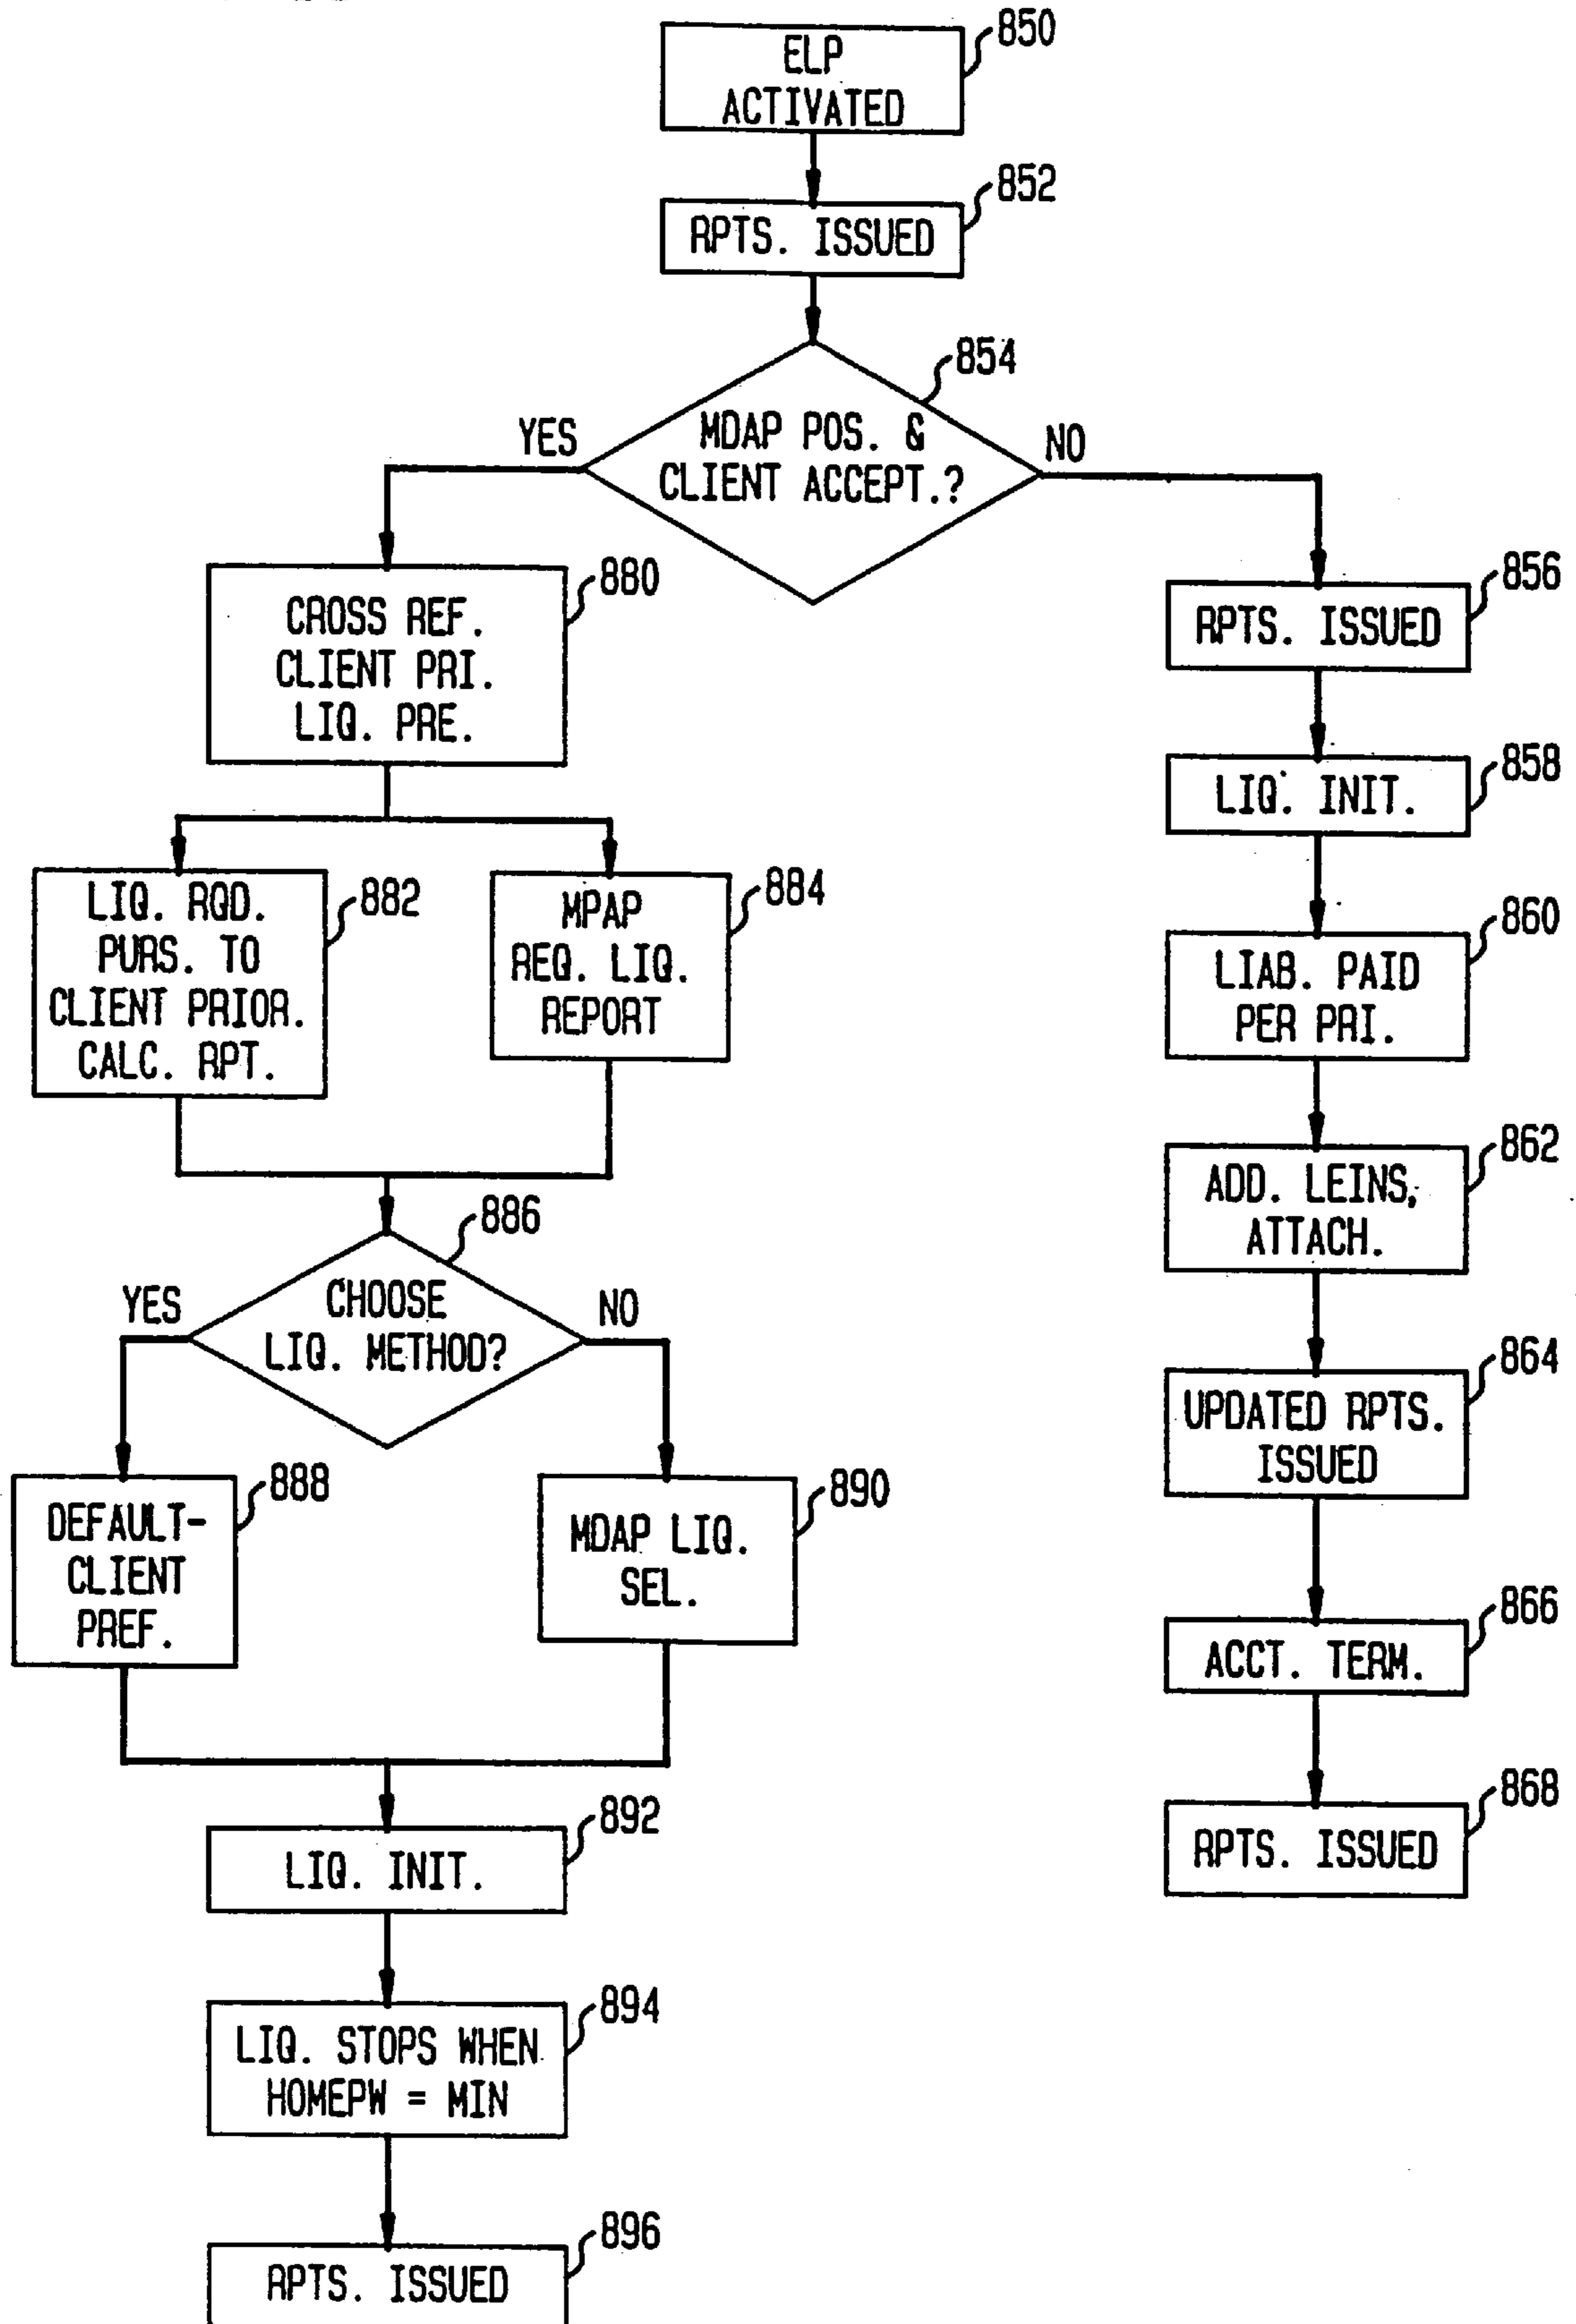 850
ELP
ACTIVATED
852
RPTS. ISSUED
854
MDAP POS. &
CLIENT ACCEPT.?
YES
NO
880
CROSS REF.
CLIENT PRI.
LIQ. PRE.
882
LIQ. RQD.
PURS. TO
CLIENT PRIOR.
CALC. RPT.
884
MPAP
REQ. LIQ.
REPORT
886
CHOOSE
LIQ. METHOD?
YES
NO
888
DEFAULT-
CLIENT
PREF.
890
MDAP LIQ.
SEL.
892
LIQ. INIT.
894
LIQ. STOPS WHEN
HOMEPW = MIN
896
RPTS. ISSUED
856
RPTS. ISSUED
858
LIQ. INIT.
860
LIAB. PAID
PER PRI.
862
ADD. LEINS,
ATTACH.
864
UPDATED RPTS.
ISSUED
866
ACCT. TERM.
868
RPTS. ISSUED